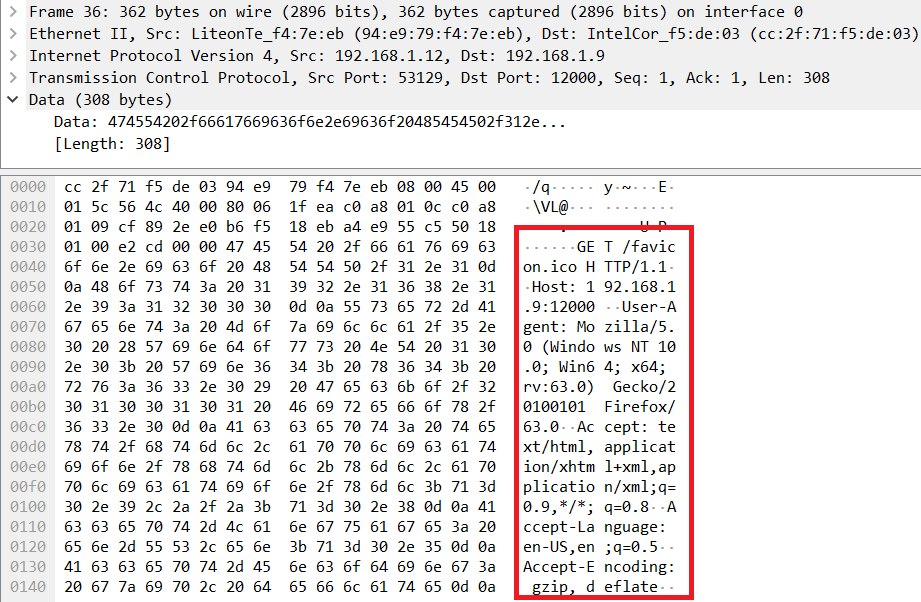 Frame 36: 362 bytes on wire (2896 bits), 362 bytes captured (2896 bits) on interface 0
Ethernet II, Src: LiteonTe_f4:7e:eb (94:e9:79:f4:7e:eb), Dst: IntelCor_f5:de:03 (cc:2f:71:f5:de:03)
Internet Protocol Version 4, Src: 192.168.1.12, Dst: 192.168.1.9
Transmission Control Protocol, Src Port: 53129, Dst Port: 12000, Seq: 1, Ack: 1, Len: 308
Data (308 bytes)
Data: 474554202f66617669636f6e2e69636f20485454502f312e...
[Length: 308]
0000 cc 2f 71 f5 de 03 94 e9 79 f4 7e eb 08 00 45 00 ·/q····· y·~···E·
0010 01 5c 56 4c 40 00 80 06 1f ea c0 a8 01 0c c0 a8 ·\VL@··· ········
0020 01 09 cf 89 2e e0 b6 f5 18 eb a4 e9 55 c5 50 18 ····.··· ····U·P·
0030 01 00 e2 cd 00 00 47 45 54 20 2f 66 61 76 69 63 ······GE T /favic
0040 6f 6e 2e 69 63 6f 20 48 54 54 50 2f 31 2e 31 0d on.ico H TTP/1.1·
0050 0a 48 6f 73 74 3a 20 31 39 32 2e 31 36 38 2e 31 ·Host: 1 92.168.1
0060 2e 39 3a 31 32 30 30 30 0d 0a 55 73 65 72 2d 41 .9:12000 ··User-A
0070 67 65 6e 74 3a 20 4d 6f 7a 69 6c 6c 61 2f 35 2e gent: Mo zilla/5.
0080 30 20 28 57 69 6e 64 6f 77 73 20 4e 54 20 31 30 0 (Windo ws NT 10
0090 2e 30 3b 20 57 69 6e 36 34 3b 20 78 36 34 3b 20 .0; Win6 4; x64;
00a0 72 76 3a 36 33 2e 30 29 20 47 65 63 6b 6f 2f 32 rv:63.0) Gecko/2
00b0 30 31 30 30 31 30 31 20 46 69 72 65 66 6f 78 2f 0100101 Firefox/
00c0 36 33 2e 30 0d 0a 41 63 63 65 70 74 3a 20 74 65 63.0··Ac cept: te
00d0 78 74 2f 68 74 6d 6c 2c 61 70 70 6c 69 63 61 74 xt/html, applicat
00e0 69 6f 6e 2f 78 68 74 6d 6c 2b 78 6d 6c 2c 61 70 ion/xhtm l+xml,ap
00f0 70 6c 69 63 61 74 69 6f 6e 2f 78 6d 6c 3b 71 3d plicatio n/xml;q=
0100 30 2e 39 2c 2a 2f 2a 3b 71 3d 30 2e 38 0d 0a 41 0.9,*/*; q=0.8··A
0110 63 63 65 70 74 2d 4c 61 6e 67 75 61 67 65 3a 20 ccept-La nguage:
0120 65 6e 2d 55 53 2c 65 6e 3b 71 3d 30 2e 35 0d 0a en-US,en ;q=0.5··
0130 41 63 63 65 70 74 2d 45 6e 63 6f 64 69 6e 67 3a Accept-E ncoding:
0140 20 67 7a 69 70 2c 20 64 65 66 6c 61 74 65 0d 0a gzip, d eflate··